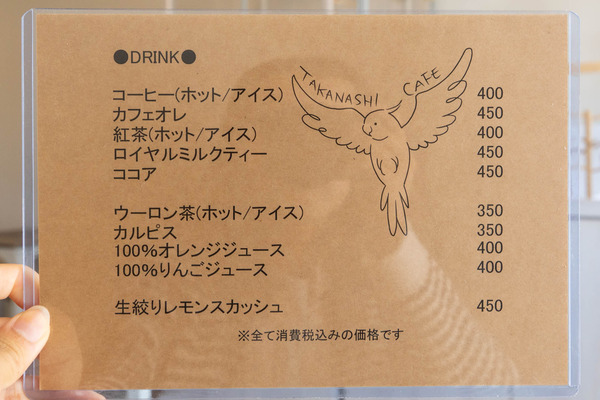 ●DRINK●
TAKANASHI CAFE
コーヒー(ホット/アイス) 400
カフェオレ 450
紅茶(ホット/アイス) 400
ロイヤルミルクティー 450
ココア 450
ウーロン茶(ホット/アイス) 350
カルピス 350
100%オレンジジュース 400
100%りんごジュース 400
生絞りレモンスカッシュ 450
※全て消費税込みの価格です